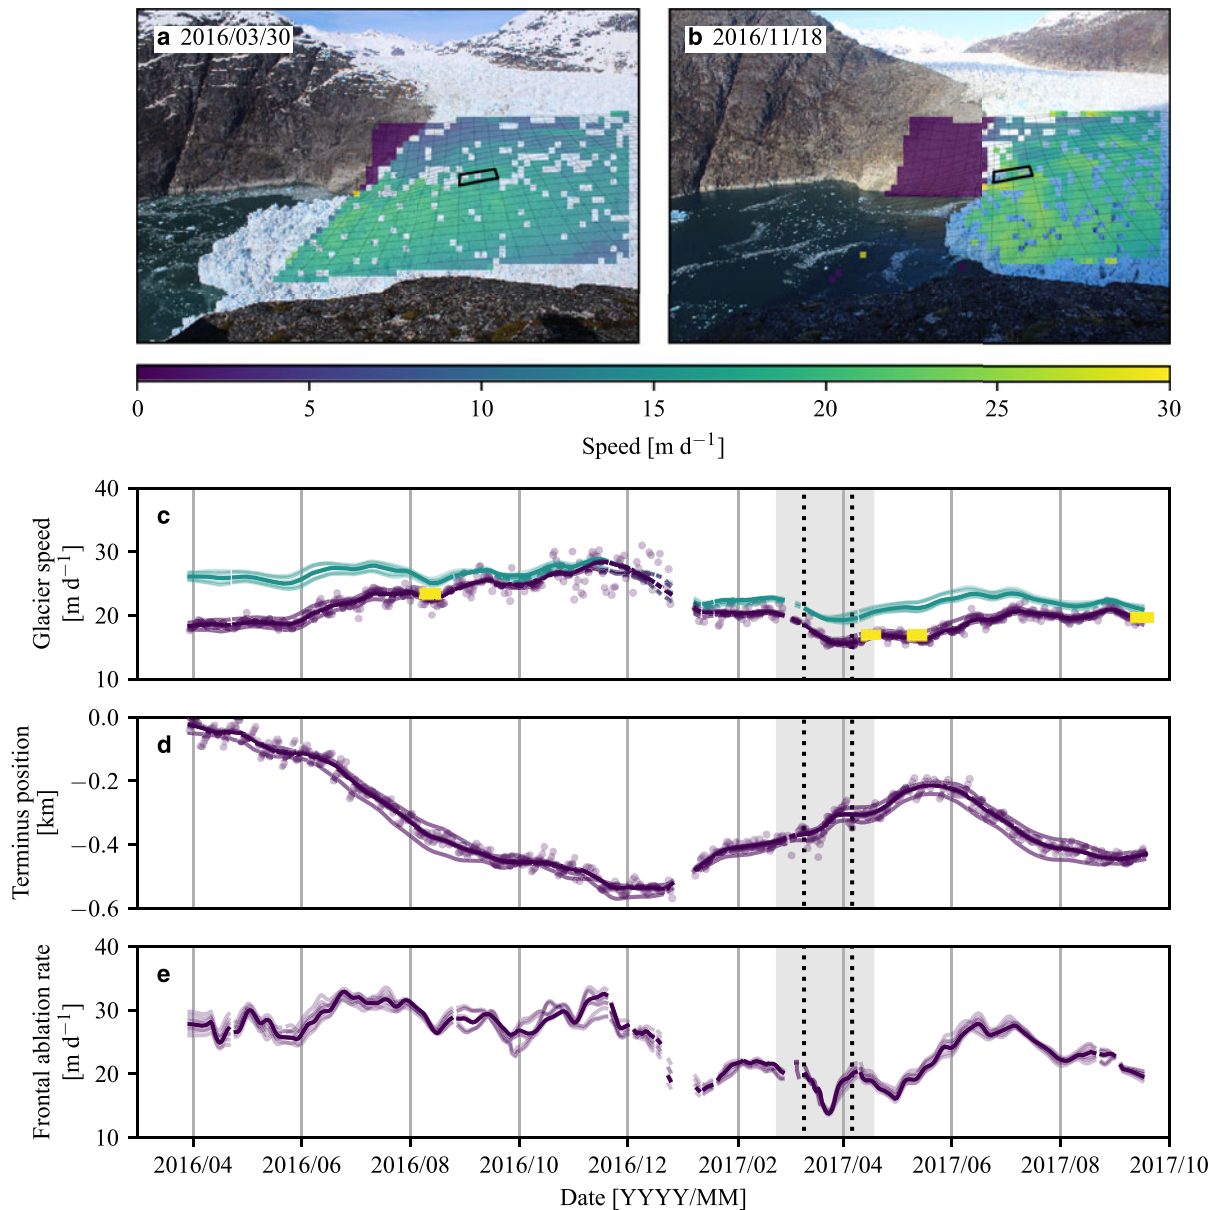 a 2016/03/30
b 2016/11/18
0 5 10 15 20 25 30
Speed [m d−1]
c
Glacier speed
[m d−1]
40
30
20
10
d
Terminus position
[km]
0.0
−0.2
−0.4
−0.6
e
Frontal ablation rate
[m d−1]
40
30
20
10
2016/04 2016/06 2016/08 2016/10 2016/12 2017/02 2017/04 2017/06 2017/08 2017/10
Date [YYYY/MM]